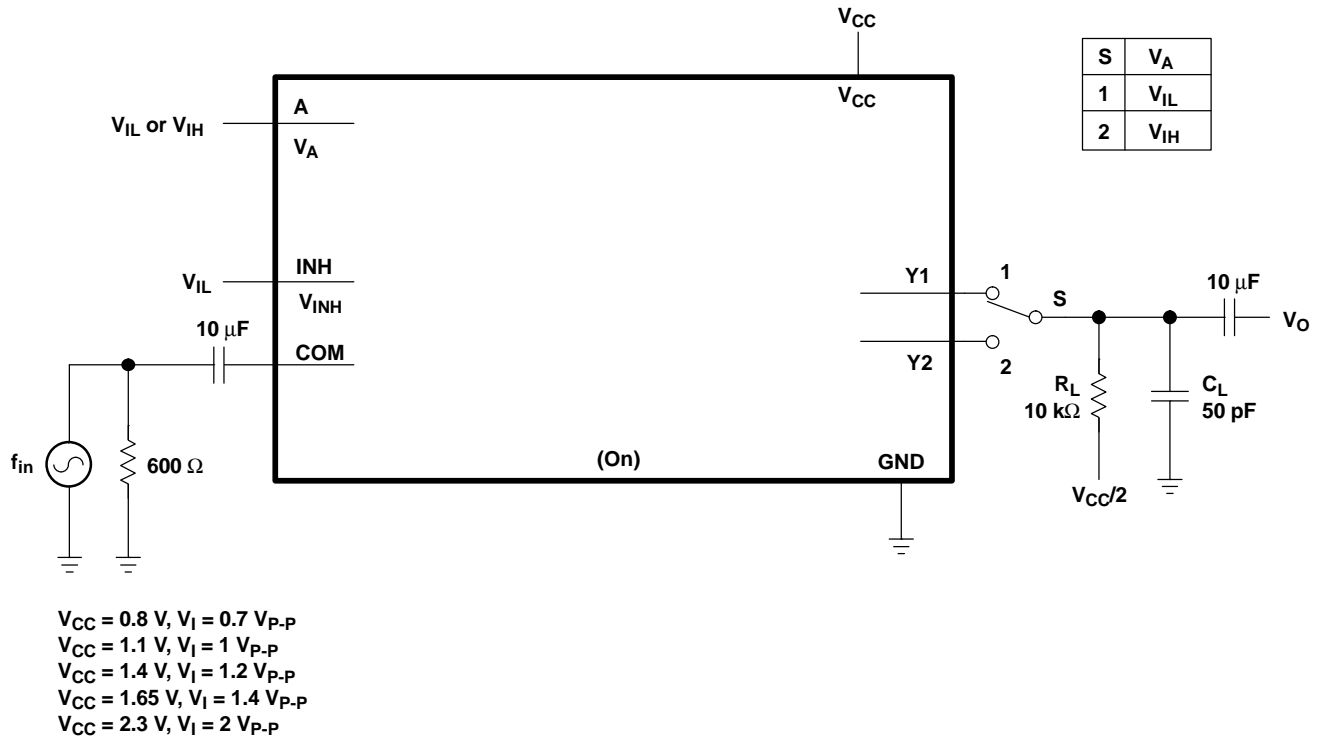 VCC
S VA
1 VIL
2 VIH
VCC
A
VIL or VIH
VA
INH
VIL
VINH
10 μF
COM
Y1
1
S
10 μF
VO
Y2
2
RL
10 kΩ
CL
50 pF
fin
600 Ω
(On)
GND
VCC/2
VCC = 0.8 V, VI = 0.7 VP-P
VCC = 1.1 V, VI = 1 VP-P
VCC = 1.4 V, VI = 1.2 VP-P
VCC = 1.65 V, VI = 1.4 VP-P
VCC = 2.3 V, VI = 2 VP-P